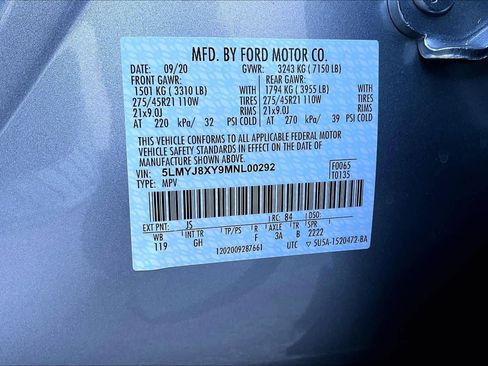 MFD. BY FORD MOTOR CO.
DATE: 09/20 GVWR: 3243 KG ( 7150 LB)
FRONT GAWR: REAR GAWR:
1501 KG ( 3310 LB) WITH 1794 KG ( 3955 LB) WITH
275/45R21 110W TIRES 275/45R21 110W TIRES
21x9.0J RIMS 21x9.0J RIMS
AT 220 kPa/ 32 PSI COLD AT 270 kPa/ 39 PSI COLD
THIS VEHICLE CONFORMS TO ALL APPLICABLE FEDERAL MOTOR
VEHICLE SAFETY STANDARDS IN EFFECT ON THE DATE OF
MANUFACTURE SHOWN ABOVE.
VIN: 5LMYJ8XY9MNL00292 F0065
TYPE: MPV T0135
EXT PNT: JS RC: 84 DSO:
WB INT TR TP/PS R AXLE TR SPR
119 GH F 3A B 2222
1202009287661 UTC 5U5A-1520472-BA